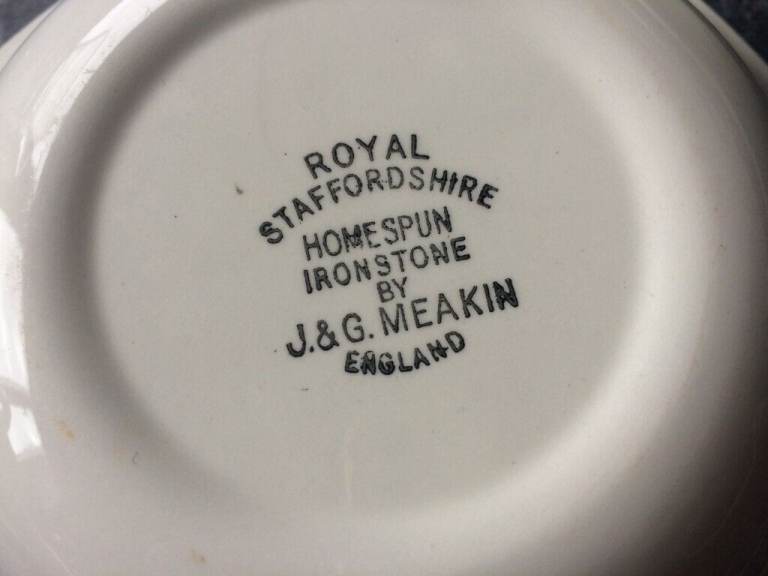 ROYAL
STAFFORDSHIRE
HOMESPUN
IRONSTONE
BY
J.&G. MEAKIN
ENGLAND